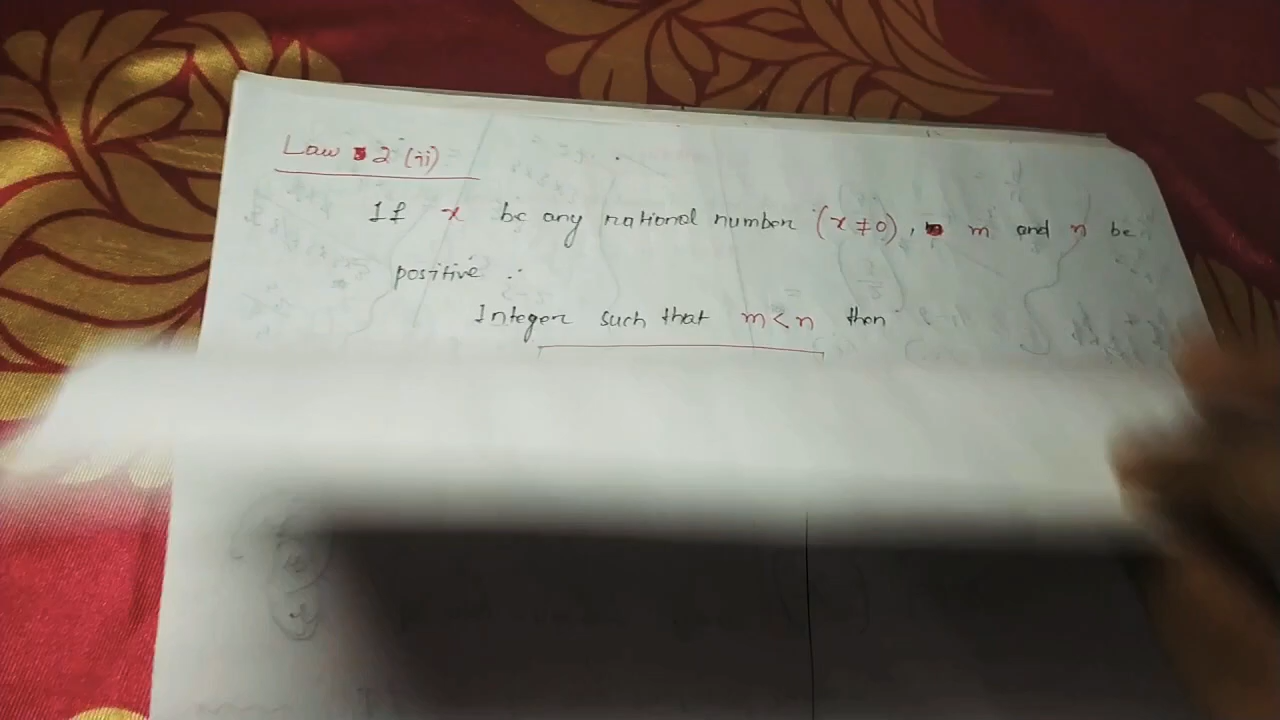 Law 2 (ii)
If x be any rational number (x ≠ 0), m and n be
positive
Integer such that m < n then